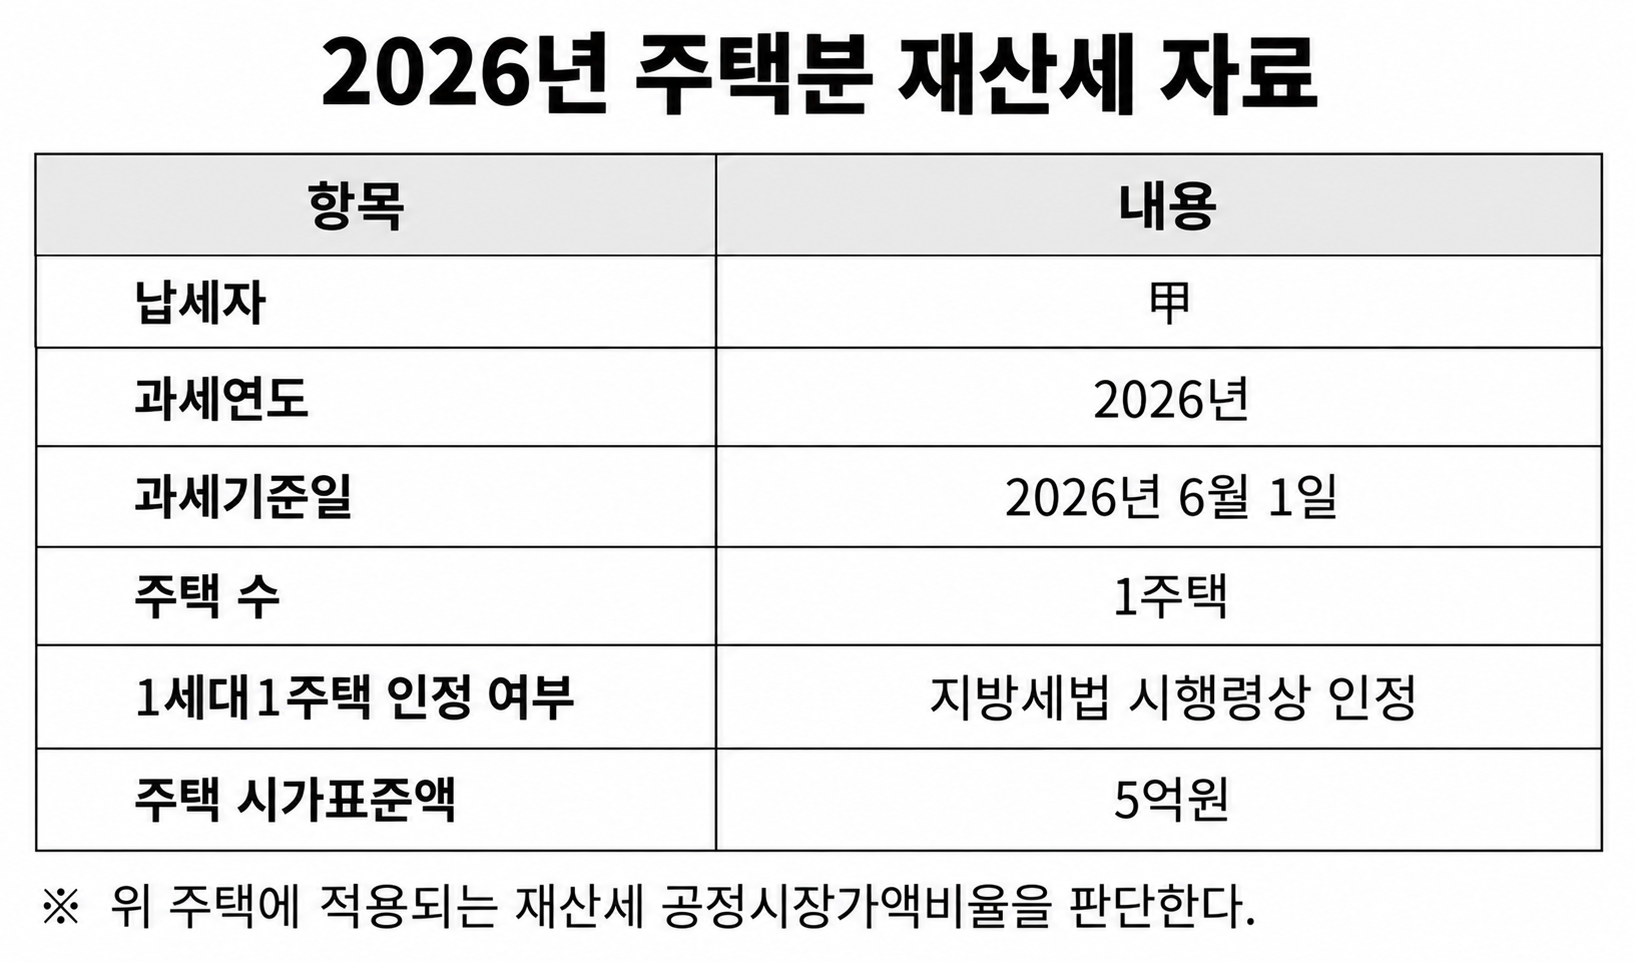 2026년 주택분 재산세 자료
항목 내용
납세자 甲
과세연도 2026년
과세기준일 2026년 6월 1일
주택 수 1주택
1세대1주택 인정 여부 지방세법 시행령상 인정
주택 시가표준액 5억원
※ 위 주택에 적용되는 재산세 공정시장가액비율을 판단한다.